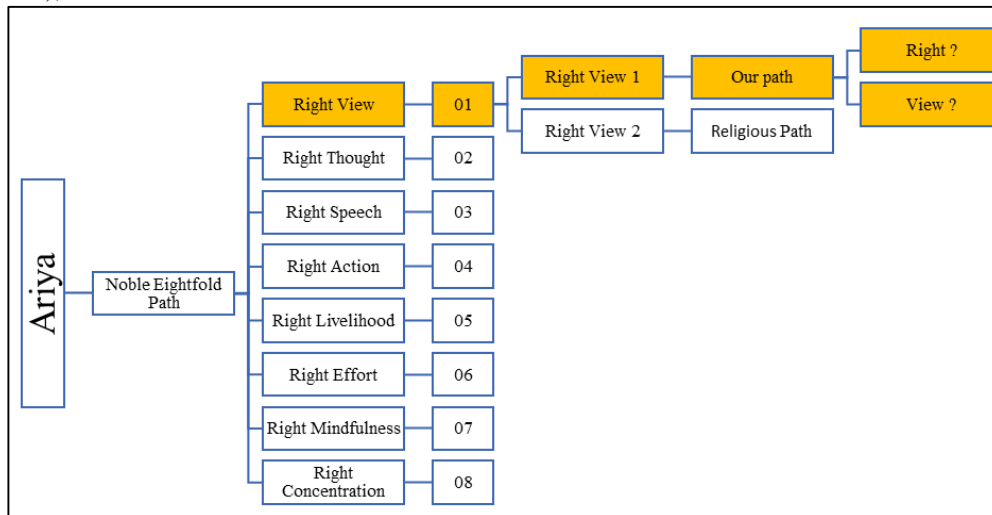 Ariya
Noble Eightfold
Path
Right View
01
Right View 1
Our path
Right ?
View ?
Right View 2
Religious Path
Right Thought
02
Right Speech
03
Right Action
04
Right Livelihood
05
Right Effort
06
Right Mindfulness
07
Right
Concentration
08